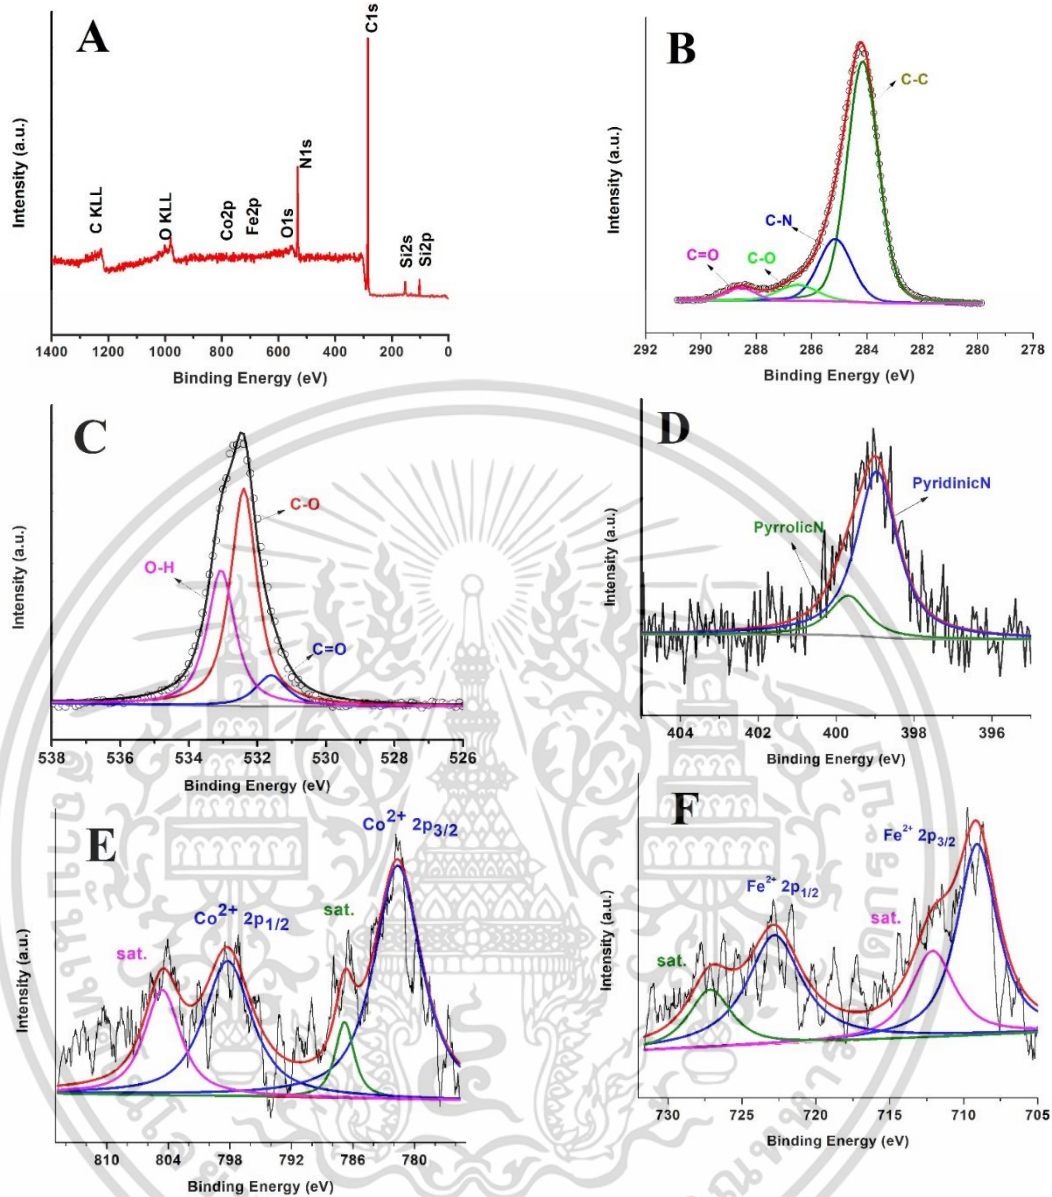 A
C1s
N1s
C KLL
O KLL
Co2p
Fe2p
O1s
Si2s
Si2p
Intensity (a.u.)
1400 1200 1000 800 600 400 200 0
Binding Energy (eV)
B
C-C
C-N
C-O
C=O
Intensity (a.u.)
292 290 288 286 284 282 280 278
Binding Energy (eV)
C
C-O
O-H
C=O
Intensity (a.u.)
538 536 534 532 530 528 526
Binding Energy (eV)
D
PyridinicN
PyrrolicN
Intensity (a.u.)
404 402 400 398 396
Binding Energy (eV)
E
Co2+ 2p3/2
Co2+ 2p1/2
sat.
sat.
Intensity (a.u.)
810 804 798 792 786 780
Binding Energy (eV)
F
Fe2+ 2p3/2
Fe2+ 2p1/2
sat.
sat.
Intensity (a.u.)
730 725 720 715 710 705
Binding Energy (eV)